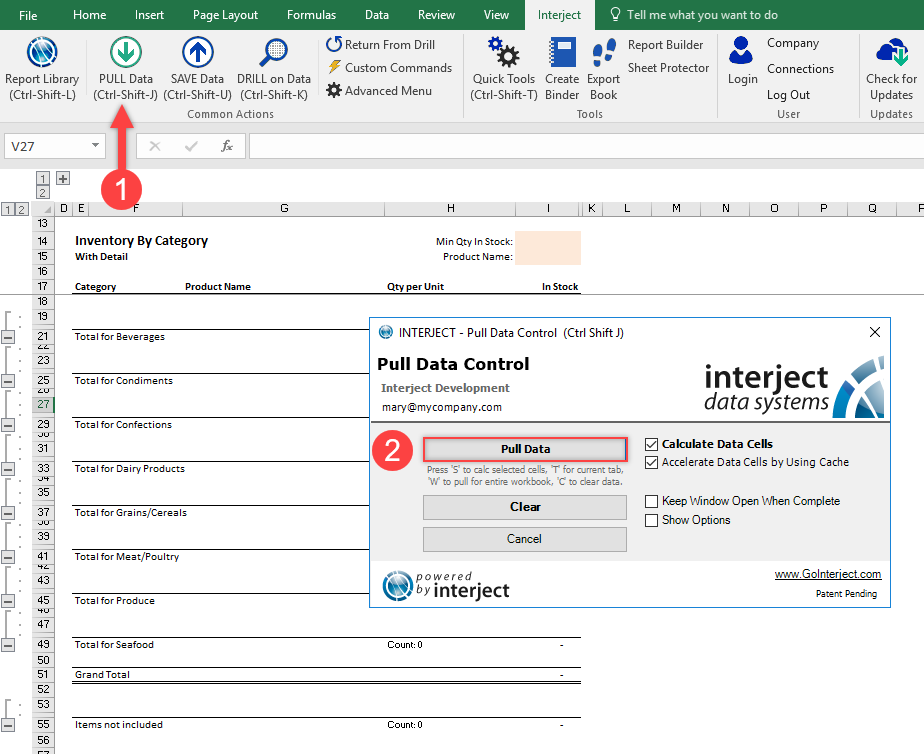 File Home Insert Page Layout Formulas Data Review View Interject Tell me what you want to do
Report Library
(Ctrl-Shift-L)
PULL Data
(Ctrl-Shift-J)
SAVE Data
(Ctrl-Shift-U)
DRILL on Data
(Ctrl-Shift-K)
Return From Drill
Custom Commands
Advanced Menu
Common Actions
Quick Tools
(Ctrl-Shift-T)
Create
Binder
Export
Book
Report Builder
Sheet Protector
Tools
Login
Company
Connections
Log Out
User
Check for
Updates
Updates
V27 fx
1
1
2
1 2
D E F G H I K L M N O P Q
13
14 Inventory By Category Min Qty In Stock:
15 With Detail Product Name:
16
17 Category Product Name Qty per Unit In Stock
18
19
21 Total for Beverages
22
23
25 Total for Condiments
26
27
29 Total for Confections
30
31
33 Total for Dairy Products
34
35
37 Total for Grains/Cereals
38
39
41 Total for Meat/Poultry
42
43
45 Total for Produce
46
47
49 Total for Seafood Count: 0 -
50
51 Grand Total -
52
53
55 Items not included Count: 0 -
56
57
INTERJECT - Pull Data Control (Ctrl Shift J)
Pull Data Control
Interject Development
mary@mycompany.com
interject
data systems
2
Pull Data
Press 'S' to calc selected cells, 'T' for current tab,
'W' to pull for entire workbook, 'C' to clear data.
Clear
Cancel
Calculate Data Cells
Accelerate Data Cells by Using Cache
Keep Window Open When Complete
Show Options
powered
by interject
www.GoInterject.com
Patent Pending